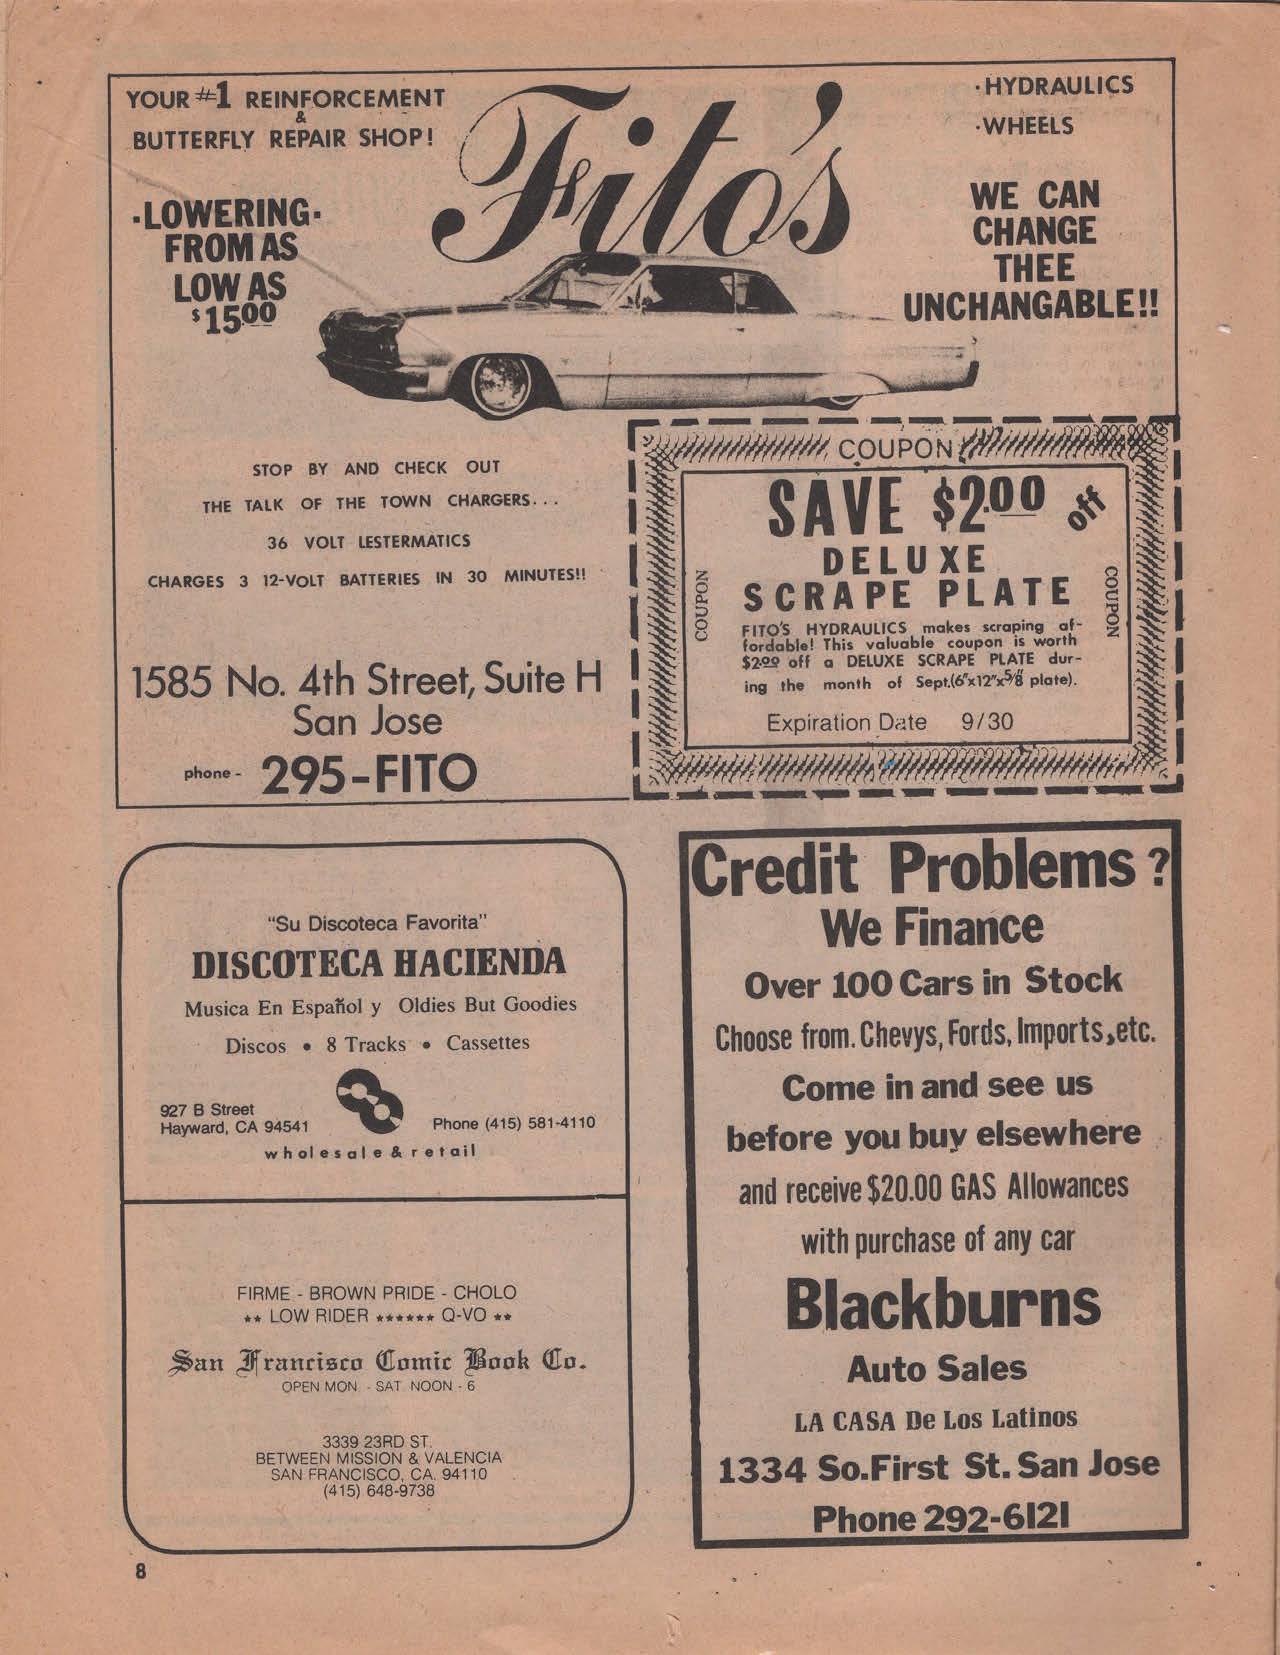 YOUR #1 REINFORCEMENT
&
BUTTERFLY REPAIR SHOP!
Fito's
·HYDRAULICS
·WHEELS
·LOWERING·
FROM AS
LOW AS
$15.00
WE CAN
CHANGE
THEE
UNCHANGABLE!!
STOP BY AND CHECK OUT
THE TALK OF THE TOWN CHARGERS...
36 VOLT LESTERMATICS
CHARGES 3 12-VOLT BATTERIES IN 30 MINUTES!!
1585 No. 4th Street, Suite H
San Jose
phone - 295-FITO
COUPON
SAVE $2.00 off
DELUXE
SCRAPE PLATE
COUPON
COUPON
FITO'S HYDRAULICS makes scraping af-
fordable! This valuable coupon is worth
$2.00 off a DELUXE SCRAPE PLATE dur-
ing the month of Sept.(6"x12"x5/8" plate).
Expiration Date 9/30
"Su Discoteca Favorita"
DISCOTECA HACIENDA
Musica En Español y Oldies But Goodies
Discos • 8 Tracks • Cassettes
927 B Street
Hayward, CA 94541
Phone (415) 581-4110
wholesale & retail
FIRME - BROWN PRIDE - CHOLO
** LOW RIDER ****** Q-VO **
San Francisco Comic Book Co.
OPEN MON. - SAT. NOON - 6
3339 23RD ST.
BETWEEN MISSION & VALENCIA
SAN FRANCISCO, CA. 94110
(415) 648-9738
Credit Problems ?
We Finance
Over 100 Cars in Stock
Choose from. Chevys, Fords, Imports, etc.
Come in and see us
before you buy elsewhere
and receive $20.00 GAS Allowances
with purchase of any car
Blackburns
Auto Sales
LA CASA De Los Latinos
1334 So. First St. San Jose
Phone 292-6121
8